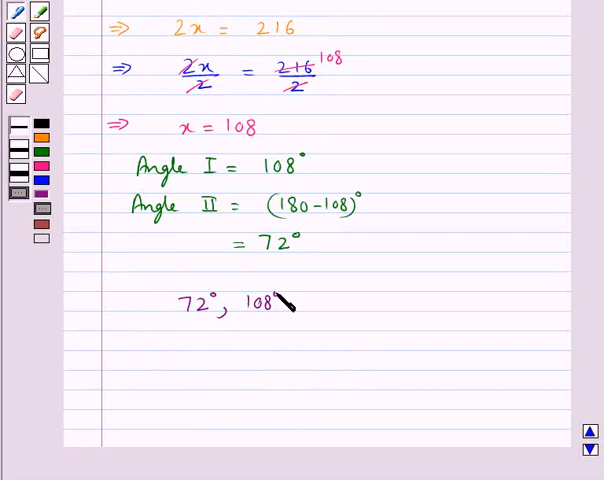 ⇒ 2x = 216
⇒ 2x/2 = 216/2 108
⇒ x = 108
Angle I = 108°
Angle II = (180-108)°
= 72°
72°, 108°